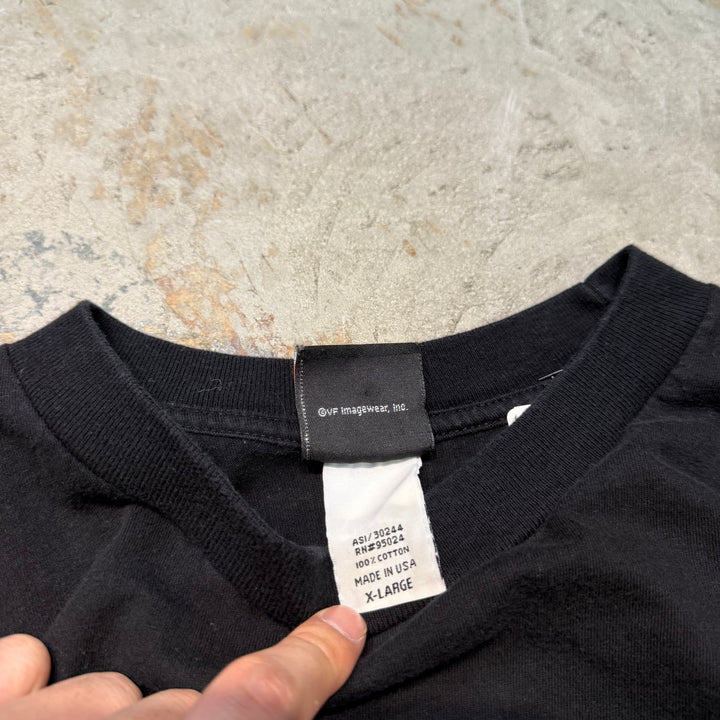 ©VF Imagewear, Inc.
ASI/30244
RN#95024
100% COTTON
MADE IN USA
X-LARGE